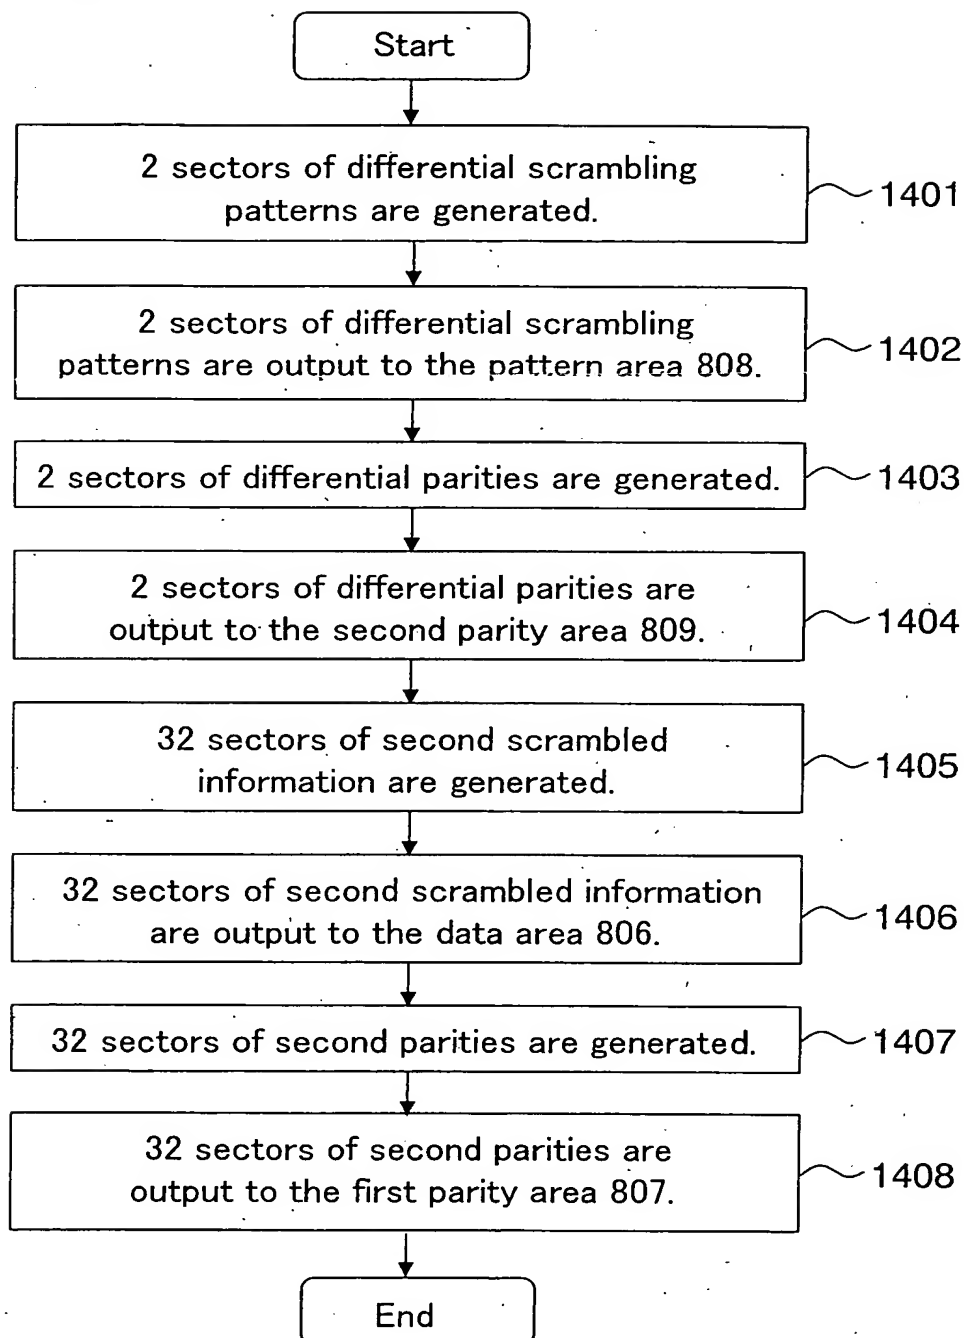 Start
2 sectors of differential scrambling
patterns are generated.
1401
2 sectors of differential scrambling
patterns are output to the pattern area 808.
1402
2 sectors of differential parities are generated.
1403
2 sectors of differential parities are
output to the second parity area 809.
1404
32 sectors of second scrambled
information are generated.
1405
32 sectors of second scrambled information
are output to the data area 806.
1406
32 sectors of second parities are generated.
1407
32 sectors of second parities are
output to the first parity area 807.
1408
End